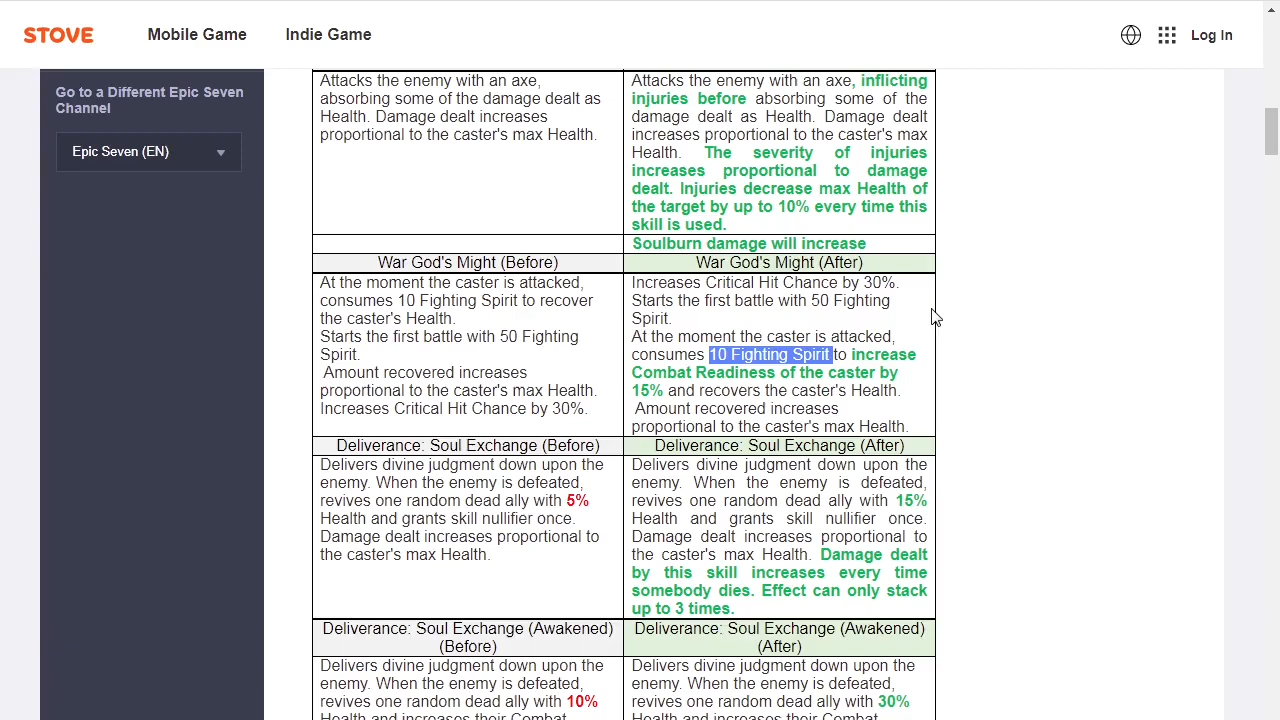 STOVE
Mobile Game
Indie Game
Log In
Go to a Different Epic Seven
Channel
Epic Seven (EN)
Attacks the enemy with an axe,
absorbing some of the damage dealt as
Health. Damage dealt increases
proportional to the caster's max Health.
Attacks the enemy with an axe, inflicting
injuries before absorbing some of the
damage dealt as Health. Damage dealt
increases proportional to the caster's max
Health. The severity of injuries
increases proportional to damage
dealt. Injuries decrease max Health of
the target by up to 10% every time this
skill is used.
Soulburn damage will increase
War God's Might (Before)
War God's Might (After)
At the moment the caster is attacked,
consumes 10 Fighting Spirit to recover
the caster's Health.
Starts the first battle with 50 Fighting
Spirit.
Amount recovered increases
proportional to the caster's max Health.
Increases Critical Hit Chance by 30%.
Increases Critical Hit Chance by 30%.
Starts the first battle with 50 Fighting
Spirit.
At the moment the caster is attacked,
consumes 10 Fighting Spirit to increase
Combat Readiness of the caster by
15% and recovers the caster's Health.
Amount recovered increases
proportional to the caster's max Health.
Deliverance: Soul Exchange (Before)
Deliverance: Soul Exchange (After)
Delivers divine judgment down upon the
enemy. When the enemy is defeated,
revives one random dead ally with 5%
Health and grants skill nullifier once.
Damage dealt increases proportional to
the caster's max Health.
Delivers divine judgment down upon the
enemy. When the enemy is defeated,
revives one random dead ally with 15%
Health and grants skill nullifier once.
Damage dealt increases proportional to
the caster's max Health. Damage dealt
by this skill increases every time
somebody dies. Effect can only stack
up to 3 times.
Deliverance: Soul Exchange (Awakened)
(Before)
Deliverance: Soul Exchange (Awakened)
(After)
Delivers divine judgment down upon the
enemy. When the enemy is defeated,
revives one random dead ally with 10%
Health and increases their Combat
Delivers divine judgment down upon the
enemy. When the enemy is defeated,
revives one random dead ally with 30%
Health and increases their Combat